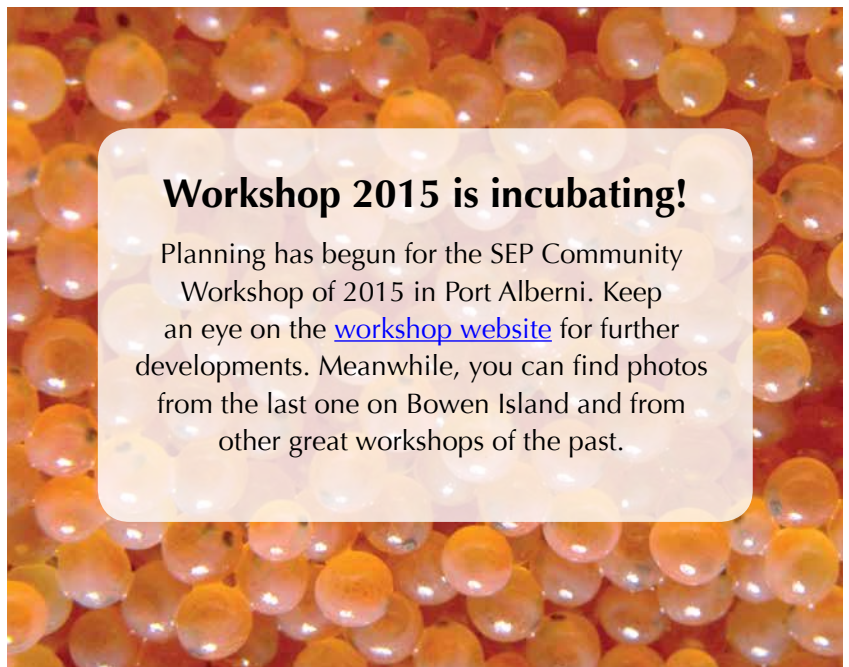 Workshop 2015 is incubating!
Planning has begun for the SEP Community
Workshop of 2015 in Port Alberni. Keep
an eye on the workshop website for further
developments. Meanwhile, you can find photos
from the last one on Bowen Island and from
other great workshops of the past.